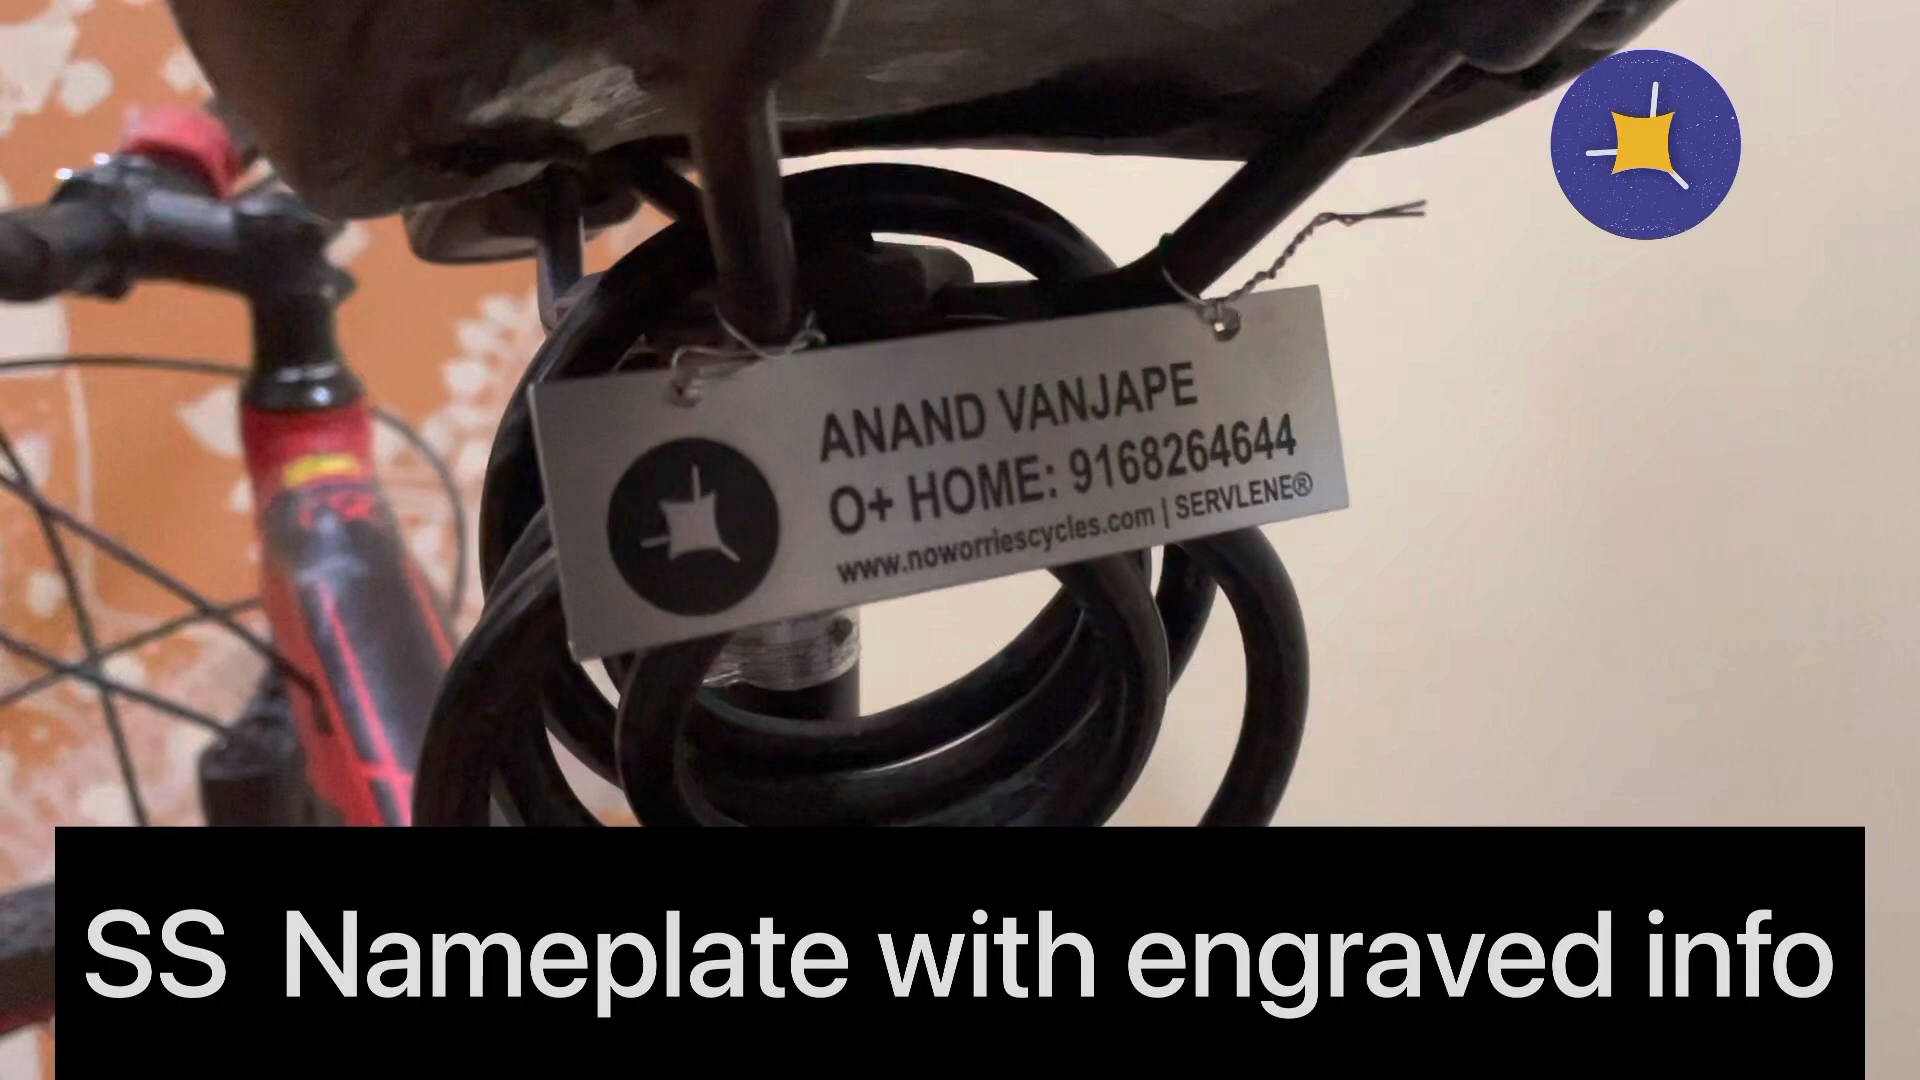 ANAND VANJAPE
O+ HOME: 9168264644
www.noworriescycles.com | SERVLENE®
SS Nameplate with engraved info